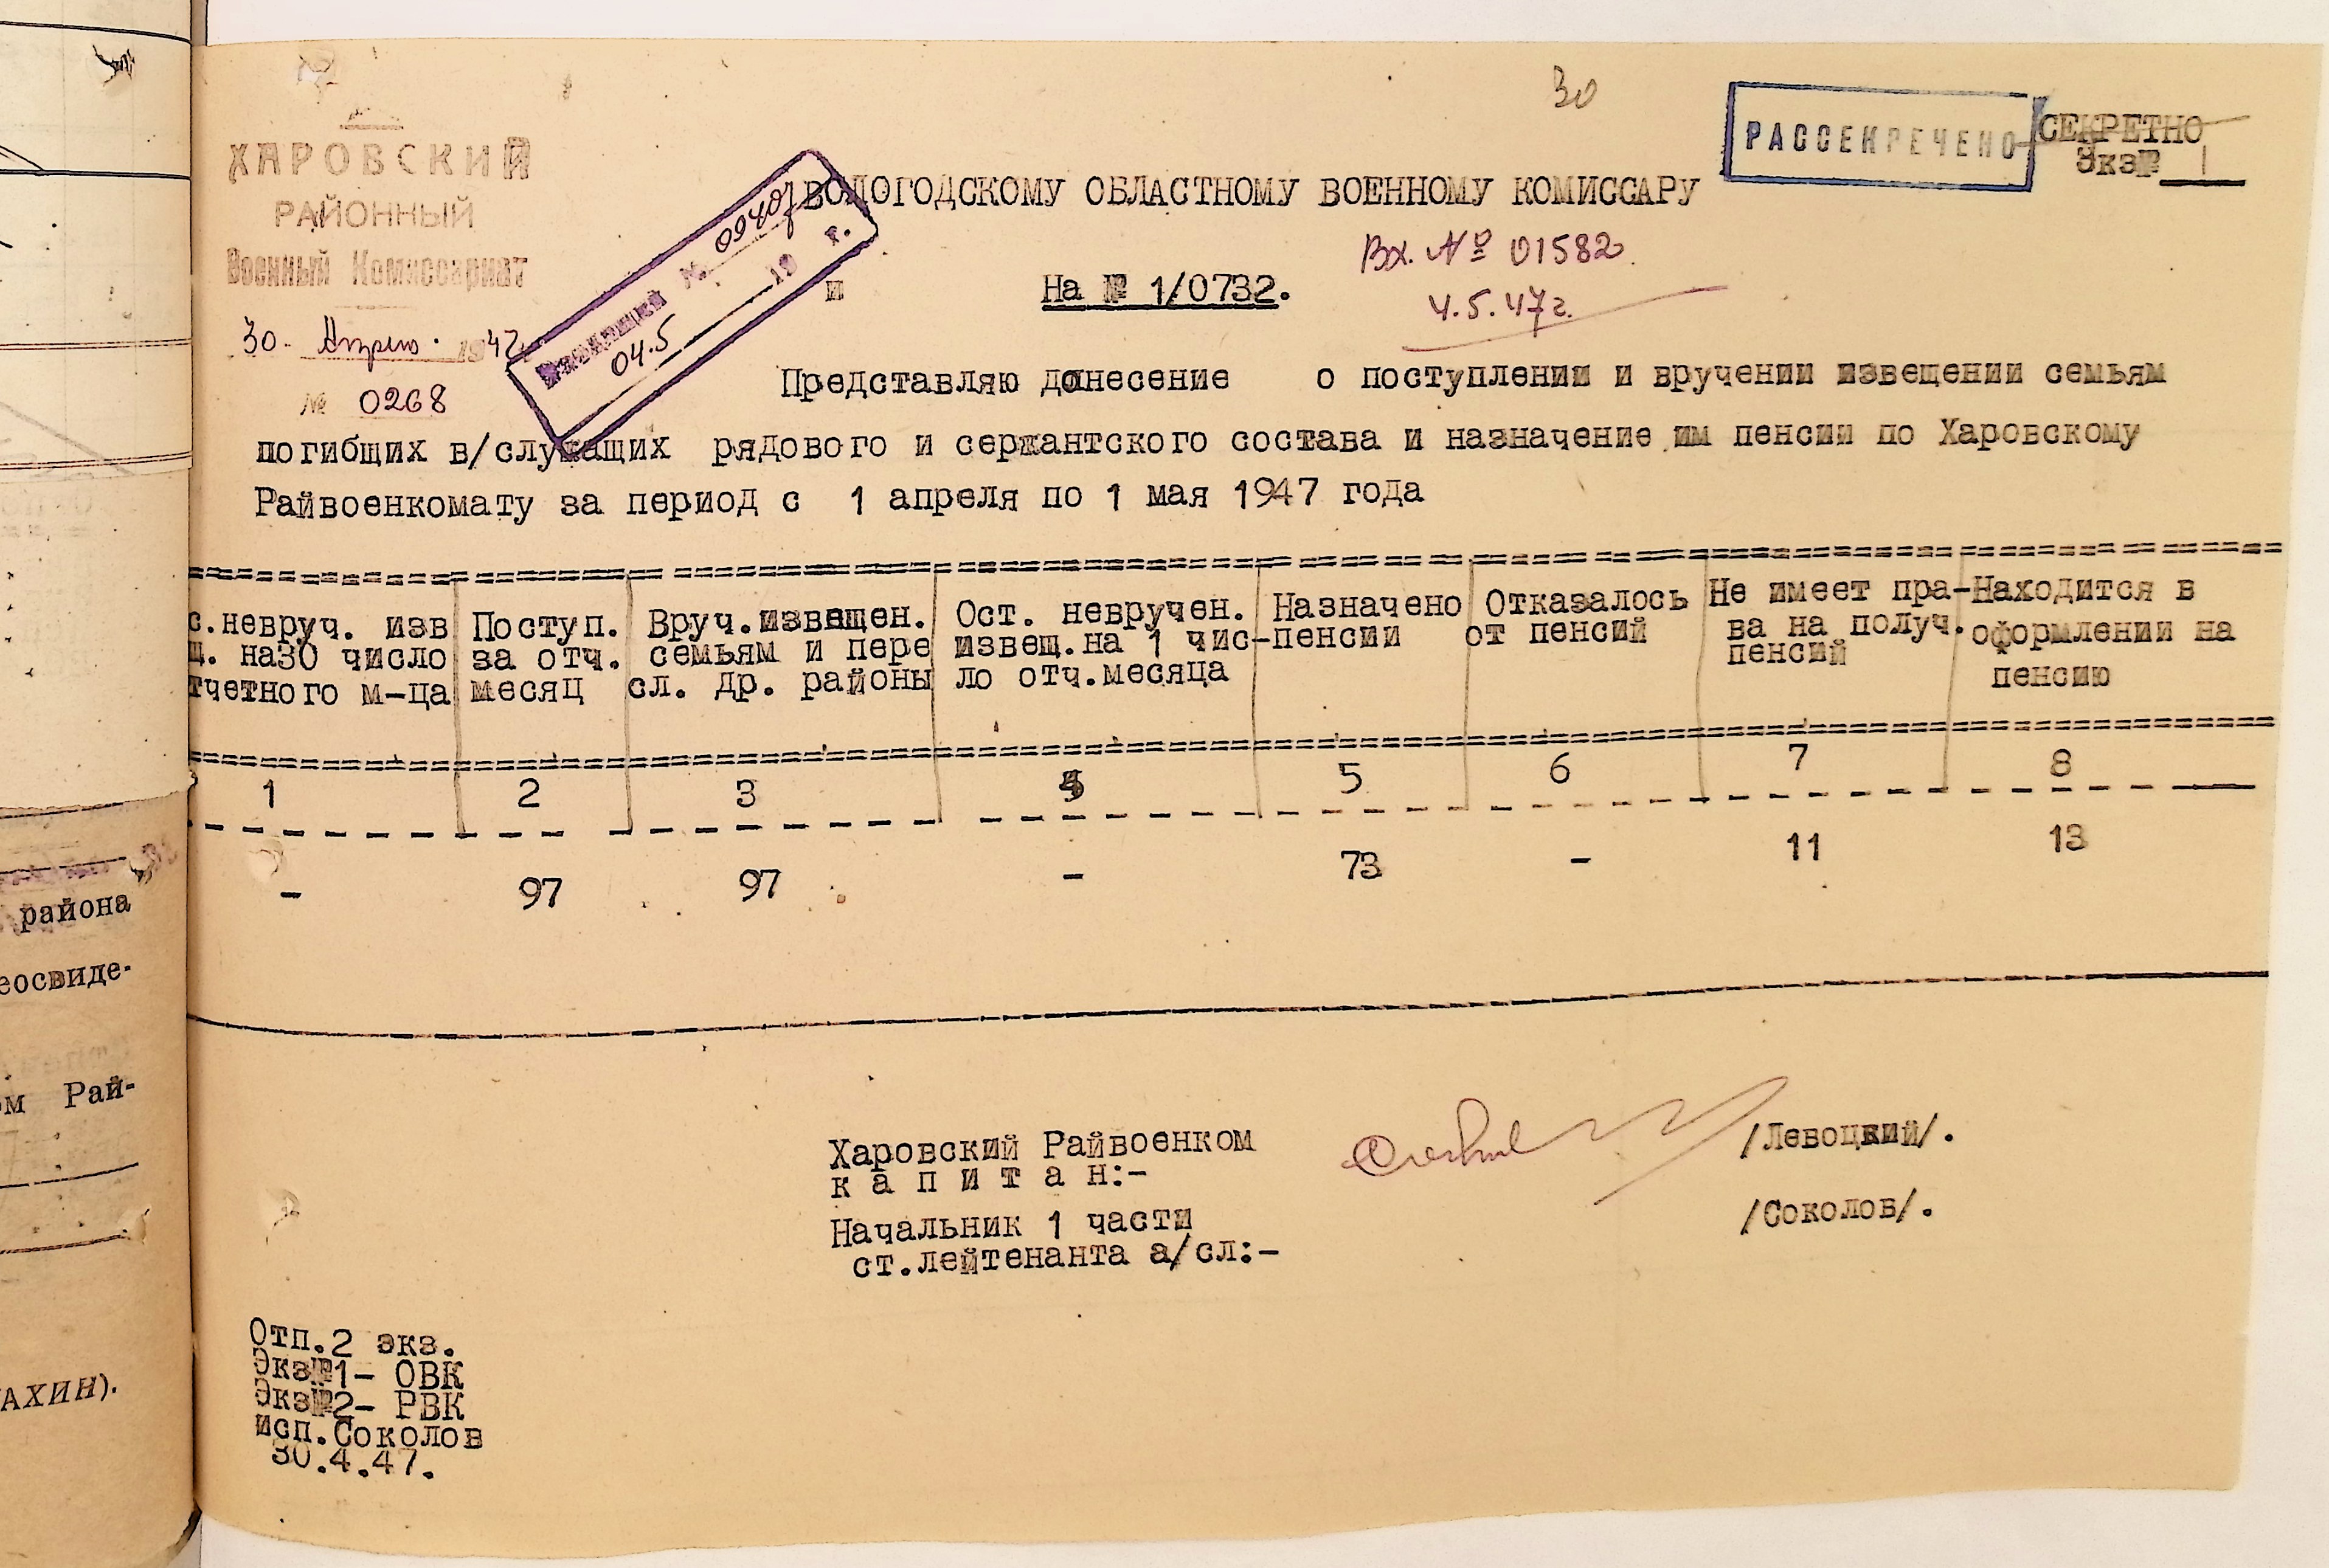 30
РАССЕКРЕЧЕНО
СЕКРЕТНО
Экз№ 1
ХАРОВСКИЙ
РАЙОННЫЙ
Военный Комиссариат
30. 1947
№ 0268
Входящий № 0940
04.5 19 г.
ВОЛОГОДСКОМУ ОБЛАСТНОМУ ВОЕННОМУ КОМИССАРУ
Вх. № 01582
4.5.47г.
и На № 1/0732.
Представляю донесение о поступлении и вручении извещении семьям
погибших в/служащих рядового и сержантского состава и назначение им пенсии по Харовскому
Райвоенкомату за период с 1 апреля по 1 мая 1947 года
с.невруч. изв Поступ. Вруч.извещен. Ост. невручен. Назначено Отказалось Не имеет пра-Находится в
щ. на30 число за отч. семьям и пере извещ.на 1 чис-пенсии от пенсий ва на получ. оформлении на
тчетного м-ца месяц сл. др. районы ло отч.месяца пенсий пенсию
1 2 3 4 5 6 7 8
- 97 97 - 73 - 11 13
Харовский Райвоенком
к а п и т а н:- /Левоцкий/.
Начальник 1 части /Соколов/.
ст.лейтенанта а/сл:-
Отп.2 экз.
Экз№1- ОВК
Экз№2- РВК
исп.Соколов
30.4.47.
района
еосвиде-
ом Рай-
АХИН).